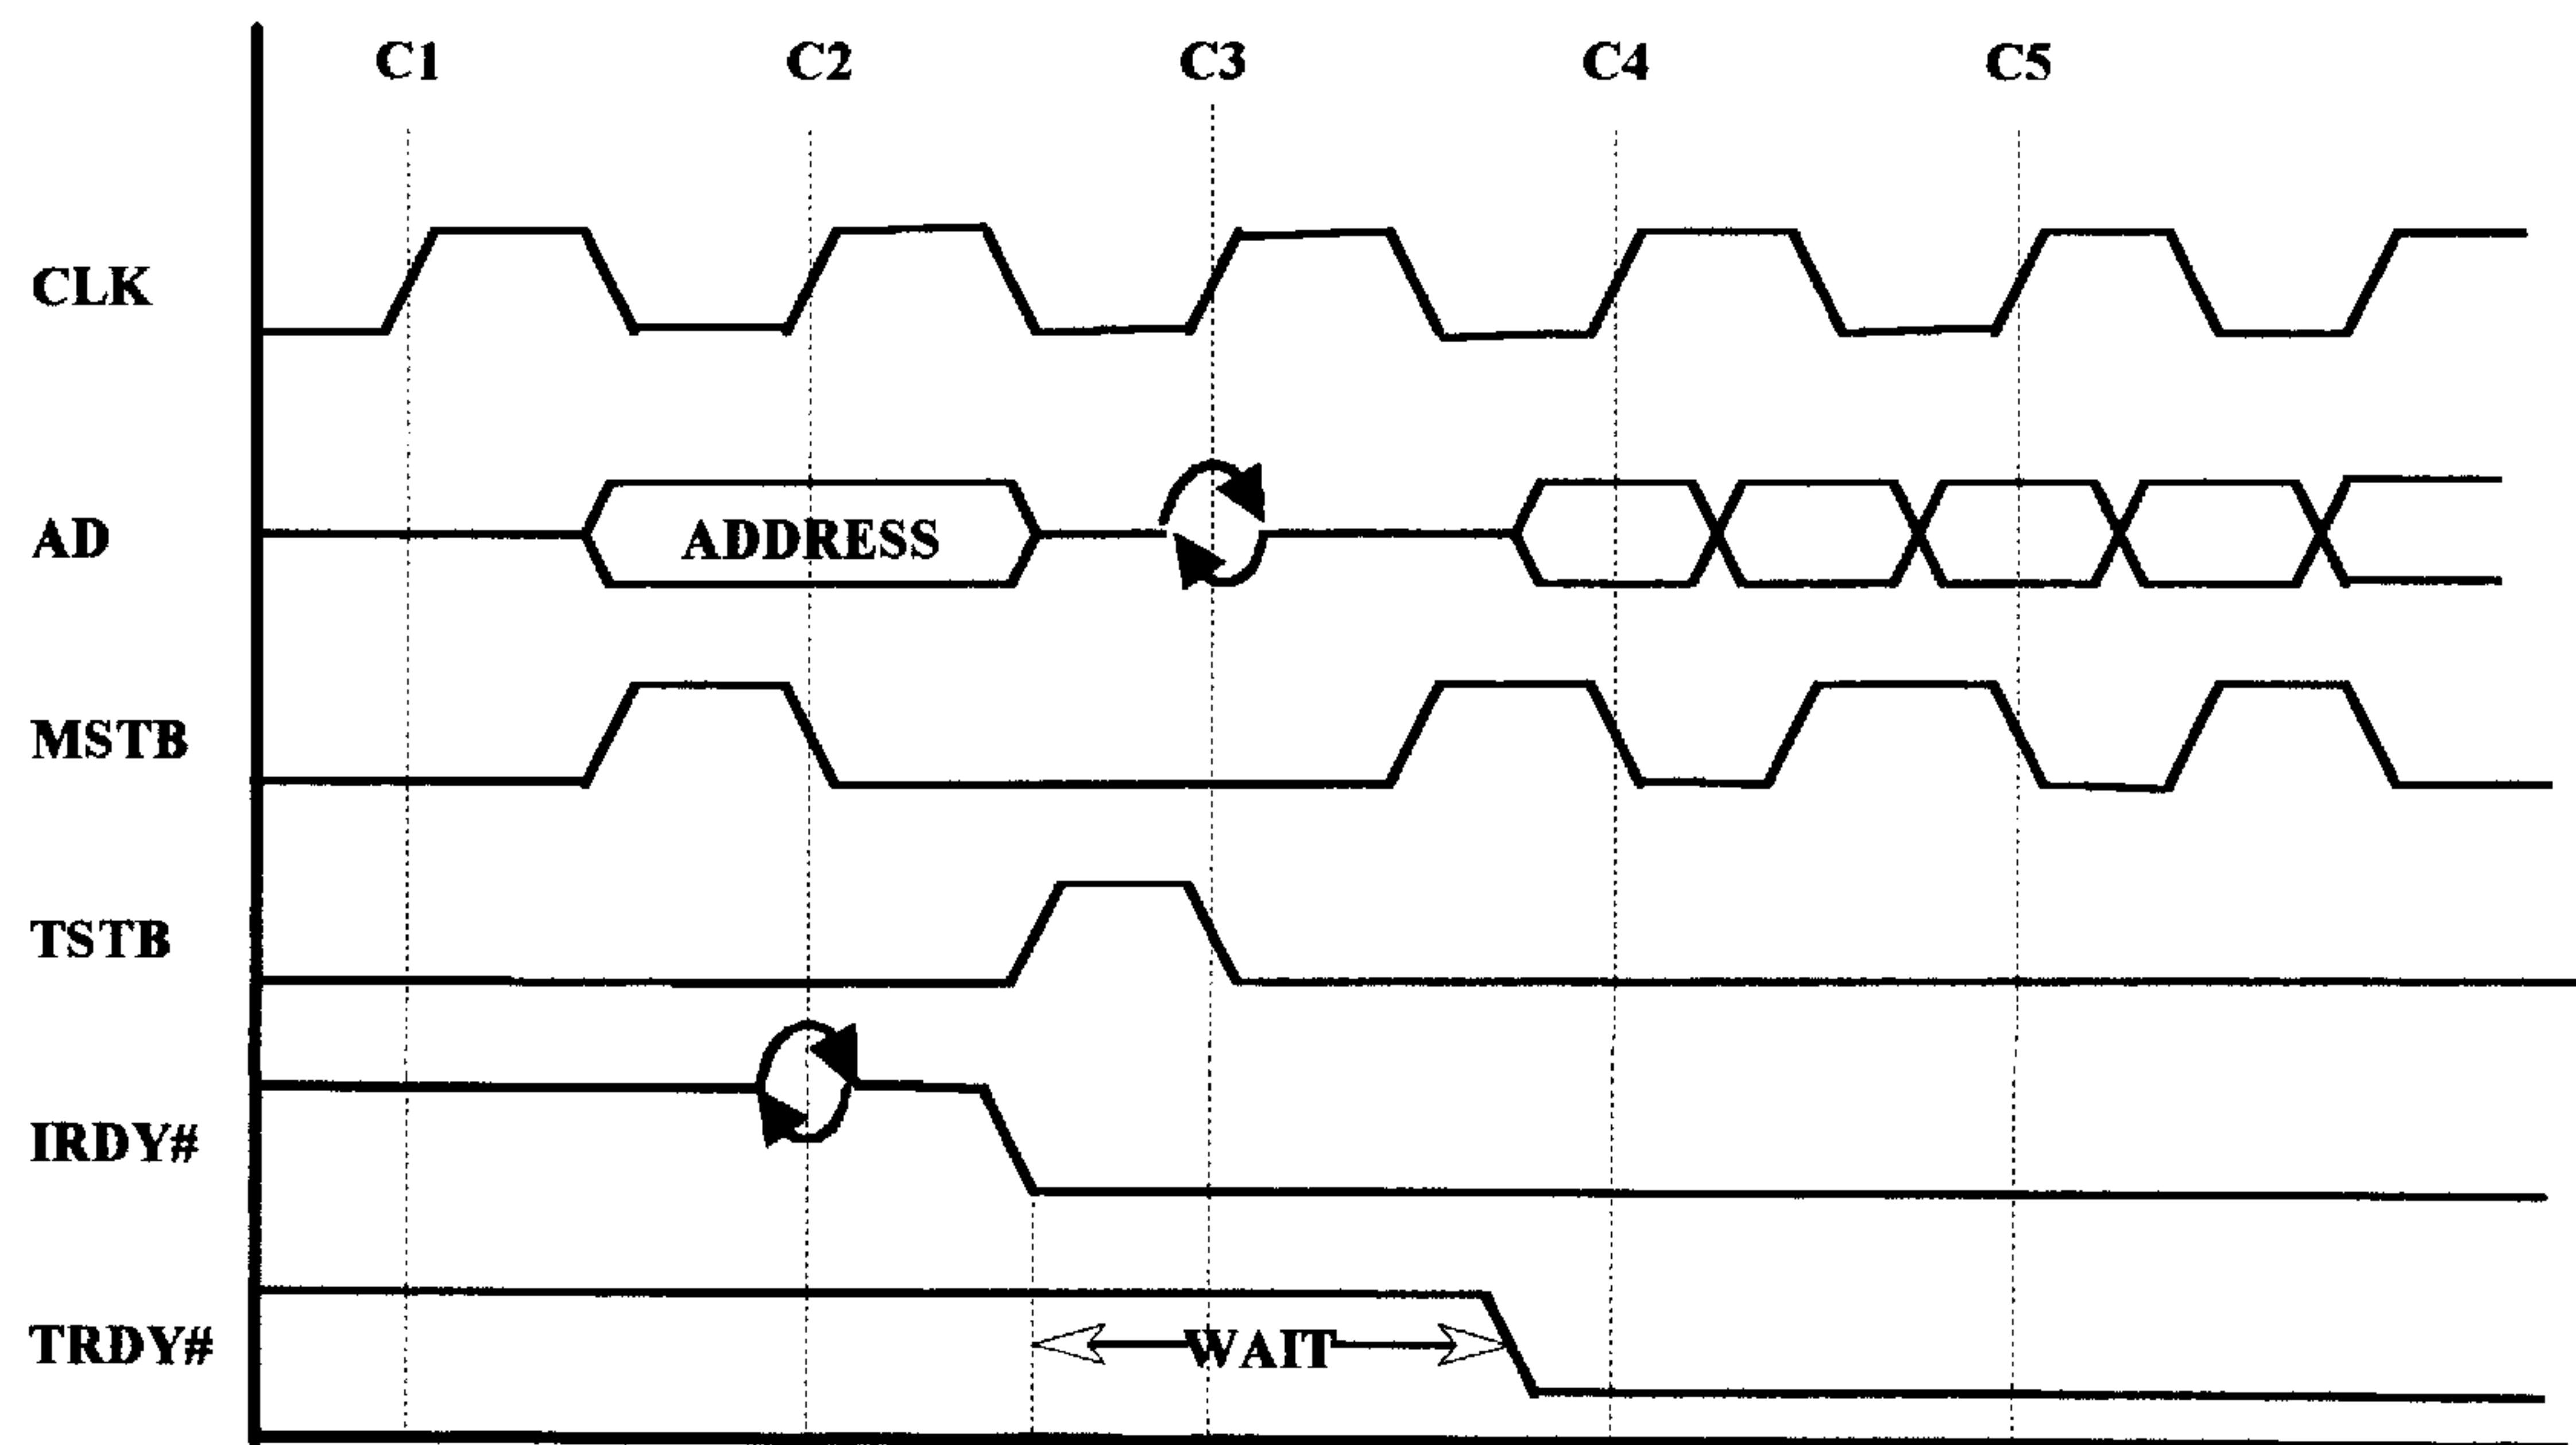 C1 C2 C3 C4 C5
CLK
AD ADDRESS
MSTB
TSTB
IRDY#
TRDY# WAIT